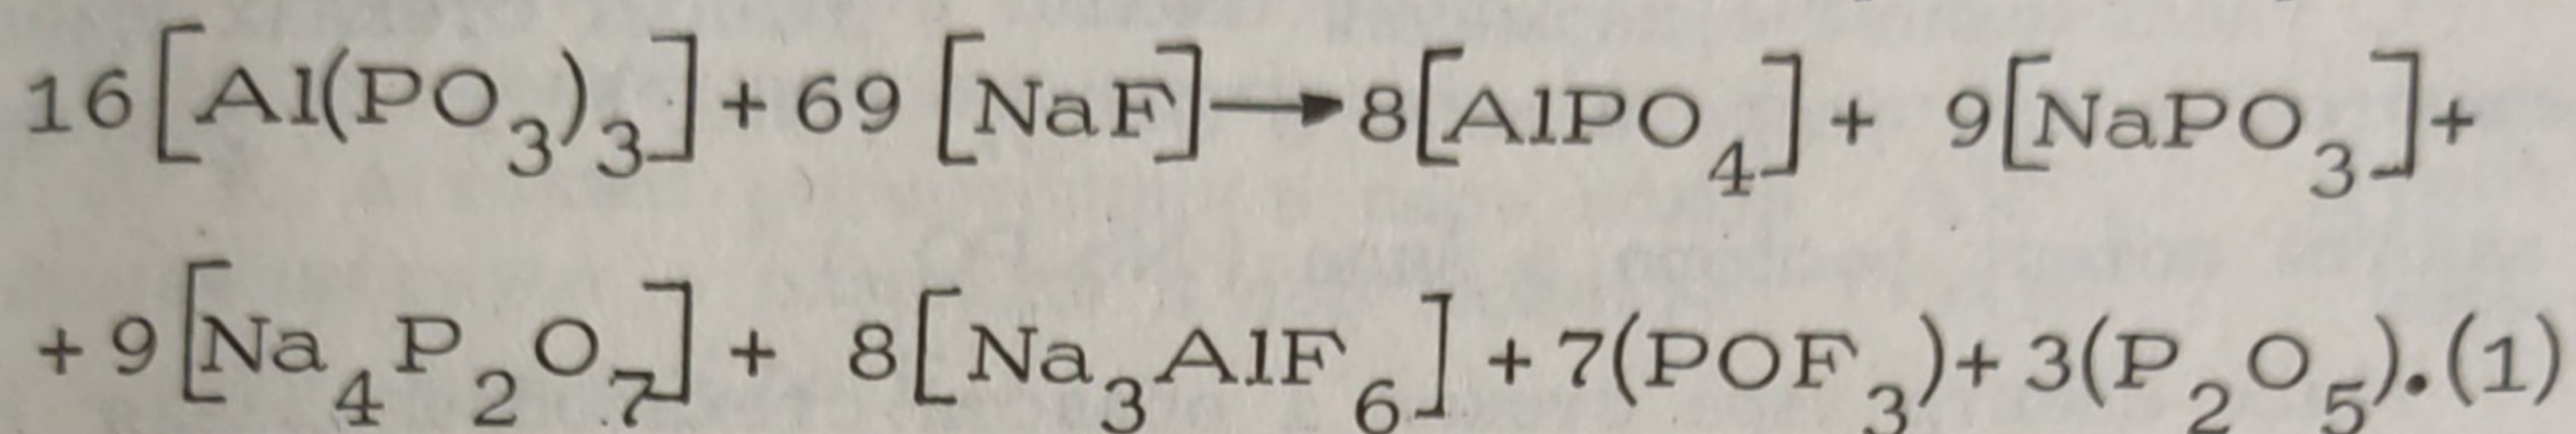 16[Al(PO₃)₃]+69 [NaF]→8[AlPO₄]+ 9[NaPO₃]+
+9[Na₄P₂O₇]+ 8[Na₃AlF₆]+7(POF₃)+3(P₂O₅).(1)